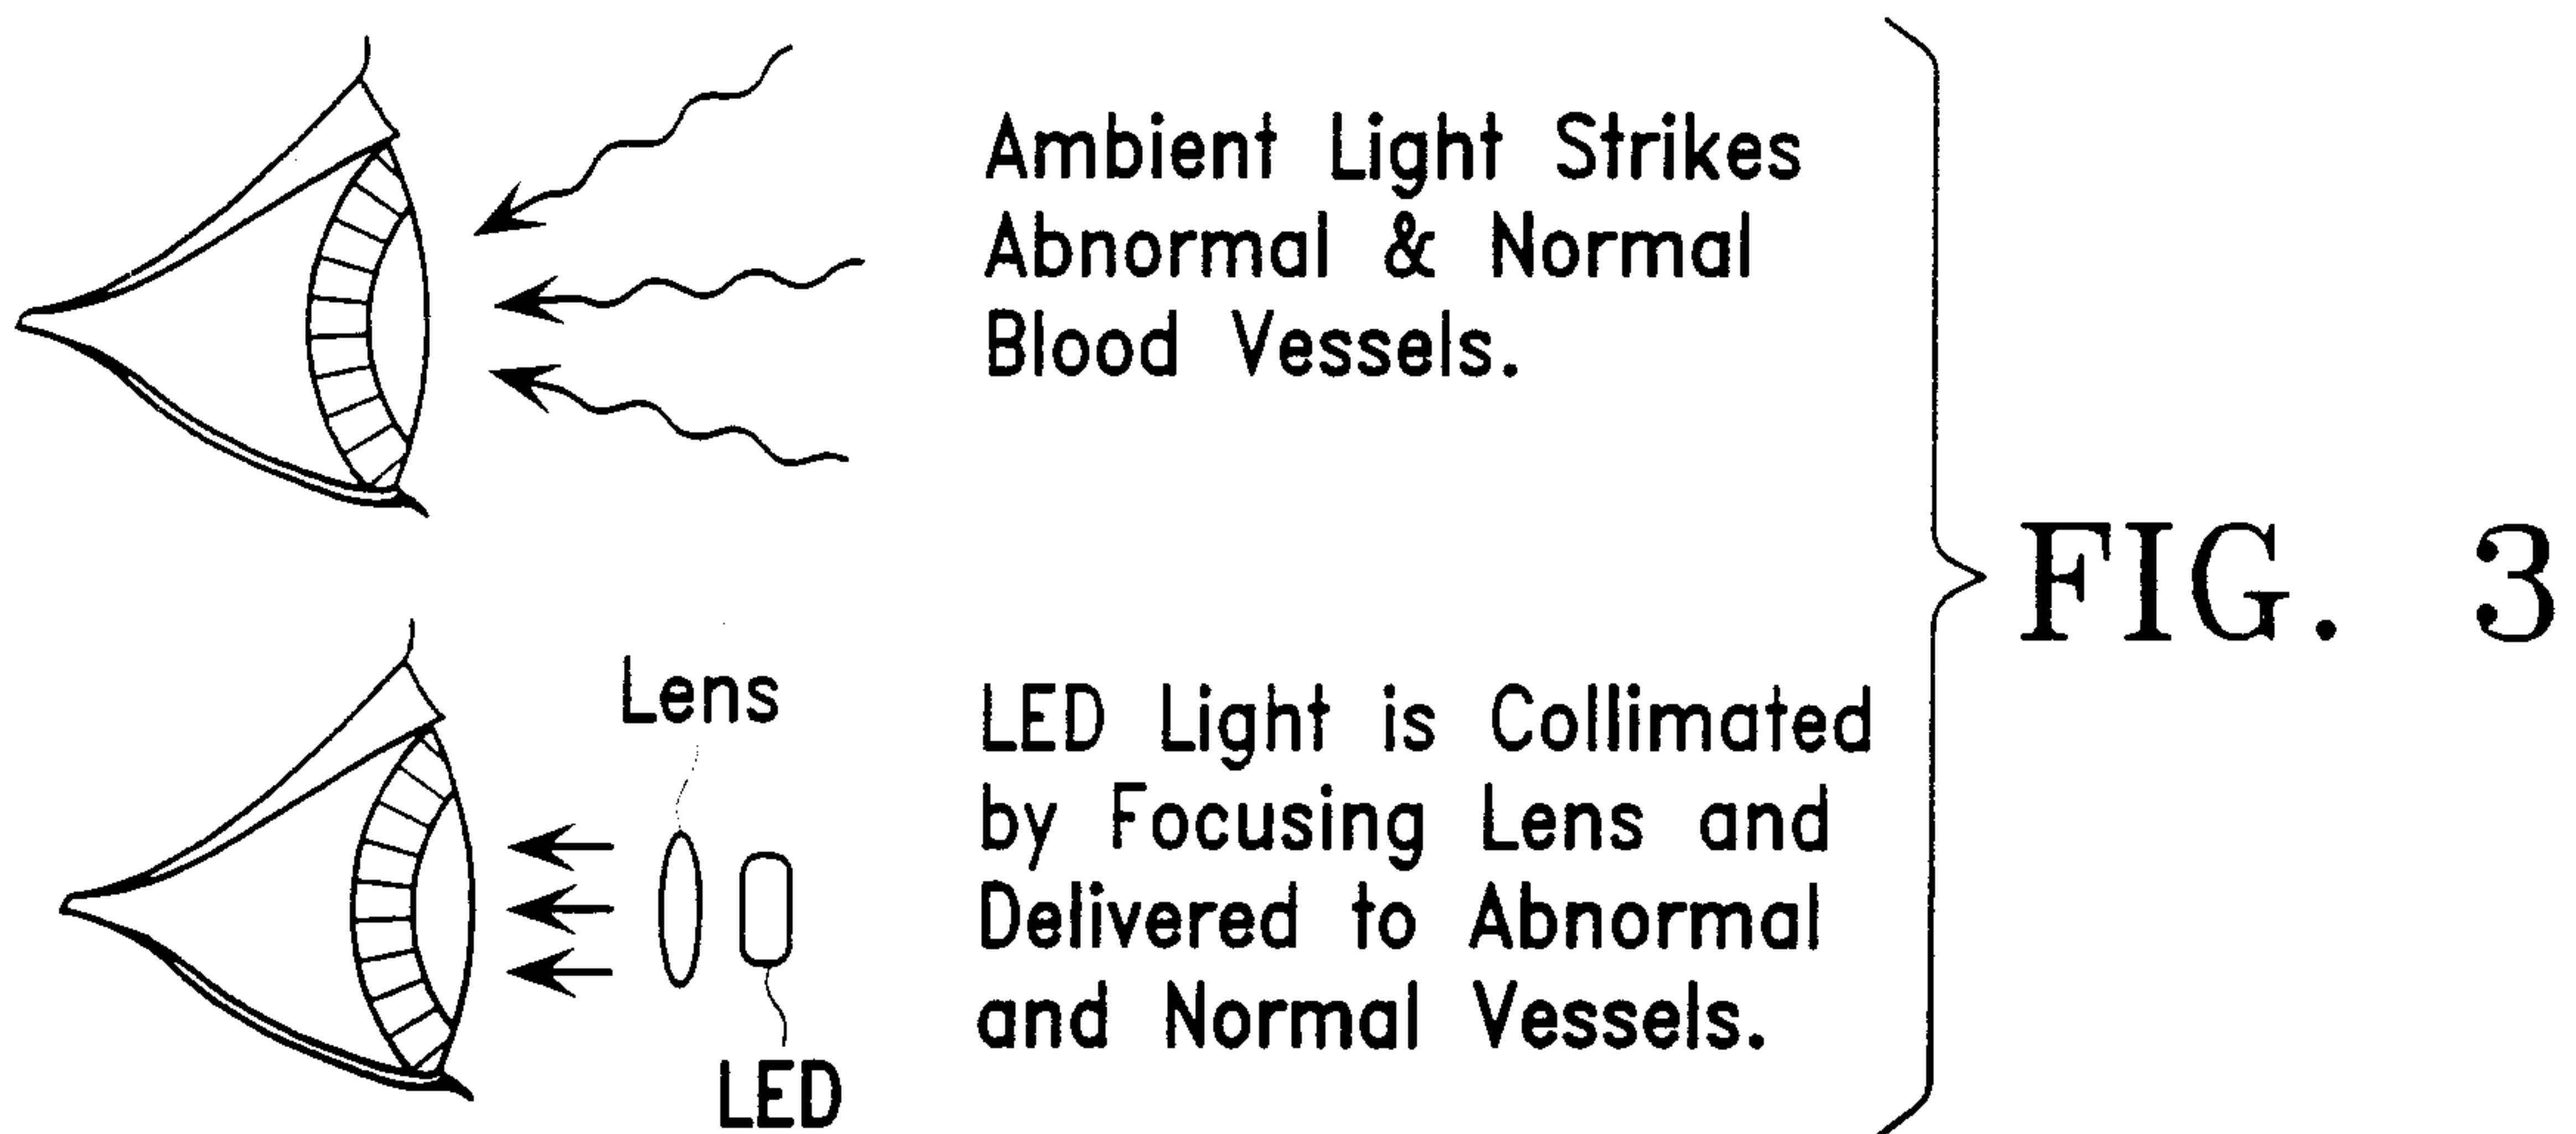 Ambient Light Strikes
Abnormal & Normal
Blood Vessels.
FIG. 3
Lens
LED
LED Light is Collimated
by Focusing Lens and
Delivered to Abnormal
and Normal Vessels.